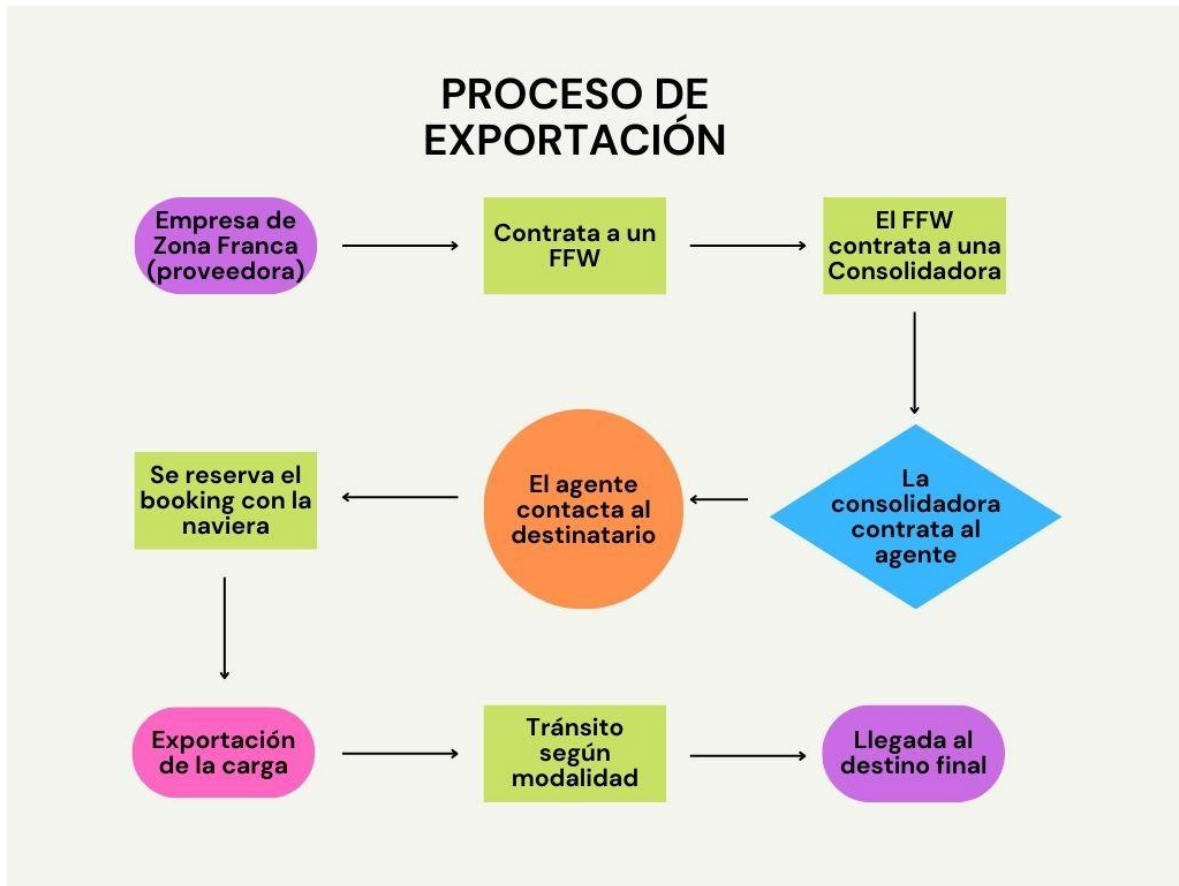 PROCESO DE
EXPORTACIÓN
Empresa de
Zona Franca
(proveedora)
Contrata a un
FFW
El FFW
contrata a una
Consolidadora
La
consolidadora
contrata al
agente
El agente
contacta al
destinatario
Se reserva el
booking con la
naviera
Exportación
de la carga
Tránsito
según
modalidad
Llegada al
destino final